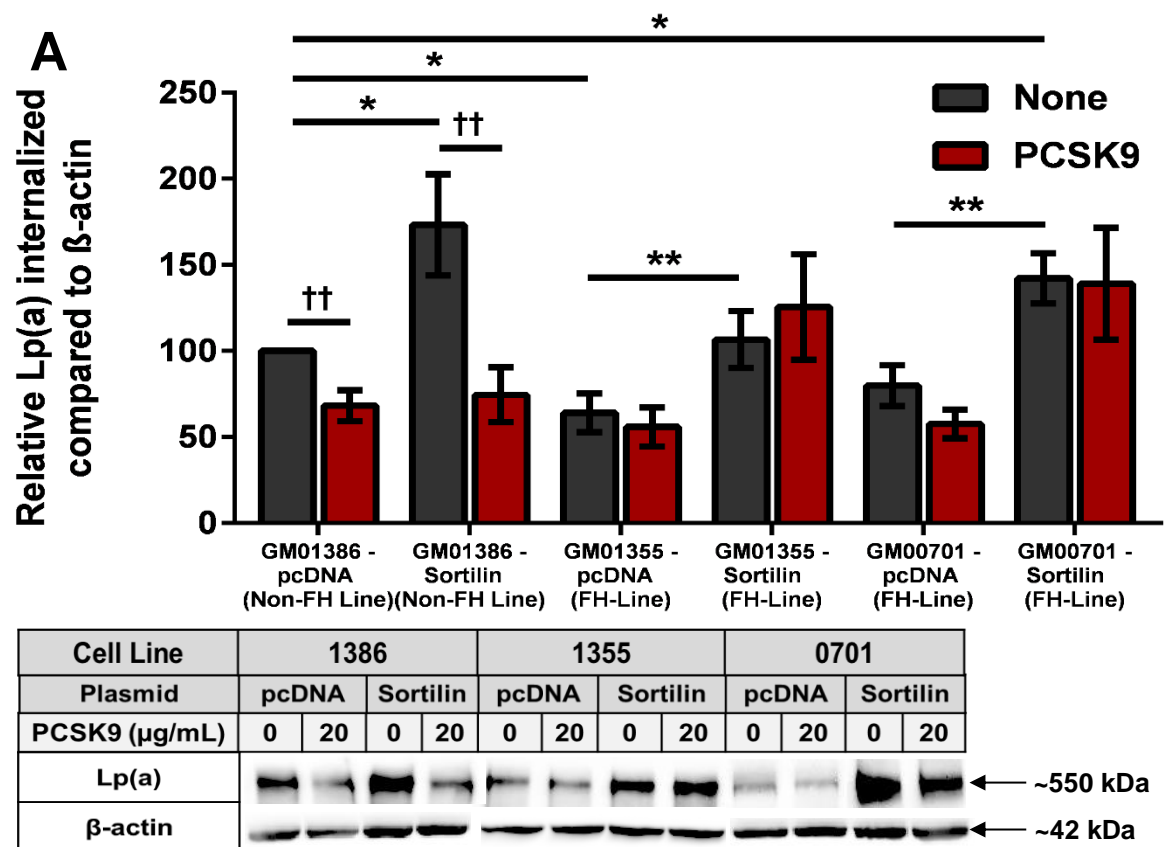 A
Relative Lp(a) internalized
compared to ß-actin
250
200
150
100
50
0
None
PCSK9
*
*
*
††
††
**
**
GM01386 -
pcDNA
(Non-FH Line)
GM01386 -
Sortilin
(Non-FH Line)
GM01355 -
pcDNA
(FH-Line)
GM01355 -
Sortilin
(FH-Line)
GM00701 -
pcDNA
(FH-Line)
GM00701 -
Sortilin
(FH-Line)
Cell Line 1386 1355 0701
Plasmid pcDNA Sortilin pcDNA Sortilin pcDNA Sortilin
PCSK9 (µg/mL) 0 20 0 20 0 20 0 20 0 20 0 20
Lp(a) ~550 kDa
β-actin ~42 kDa